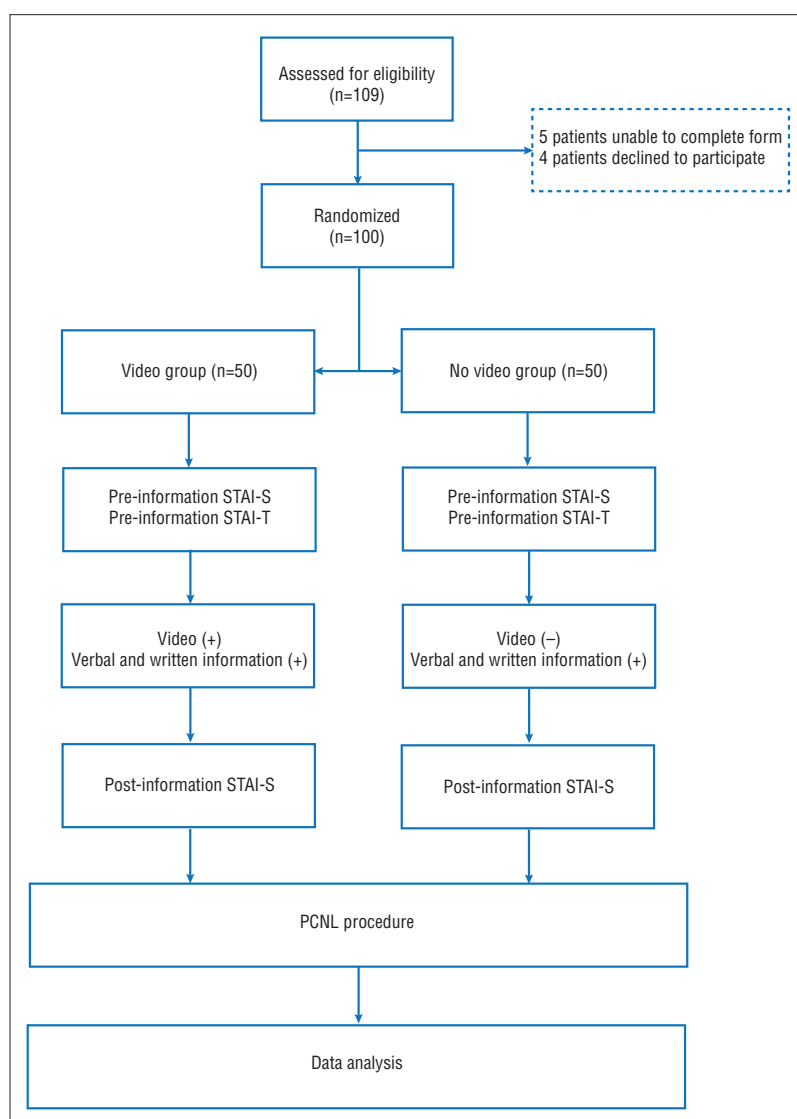 Assessed for eligibility
(n=109)
5 patients unable to complete form
4 patients declined to participate
Randomized
(n=100)
Video group (n=50)
No video group (n=50)
Pre-information STAI-S
Pre-information STAI-T
Pre-information STAI-S
Pre-information STAI-T
Video (+)
Verbal and written information (+)
Video (–)
Verbal and written information (+)
Post-information STAI-S
Post-information STAI-S
PCNL procedure
Data analysis